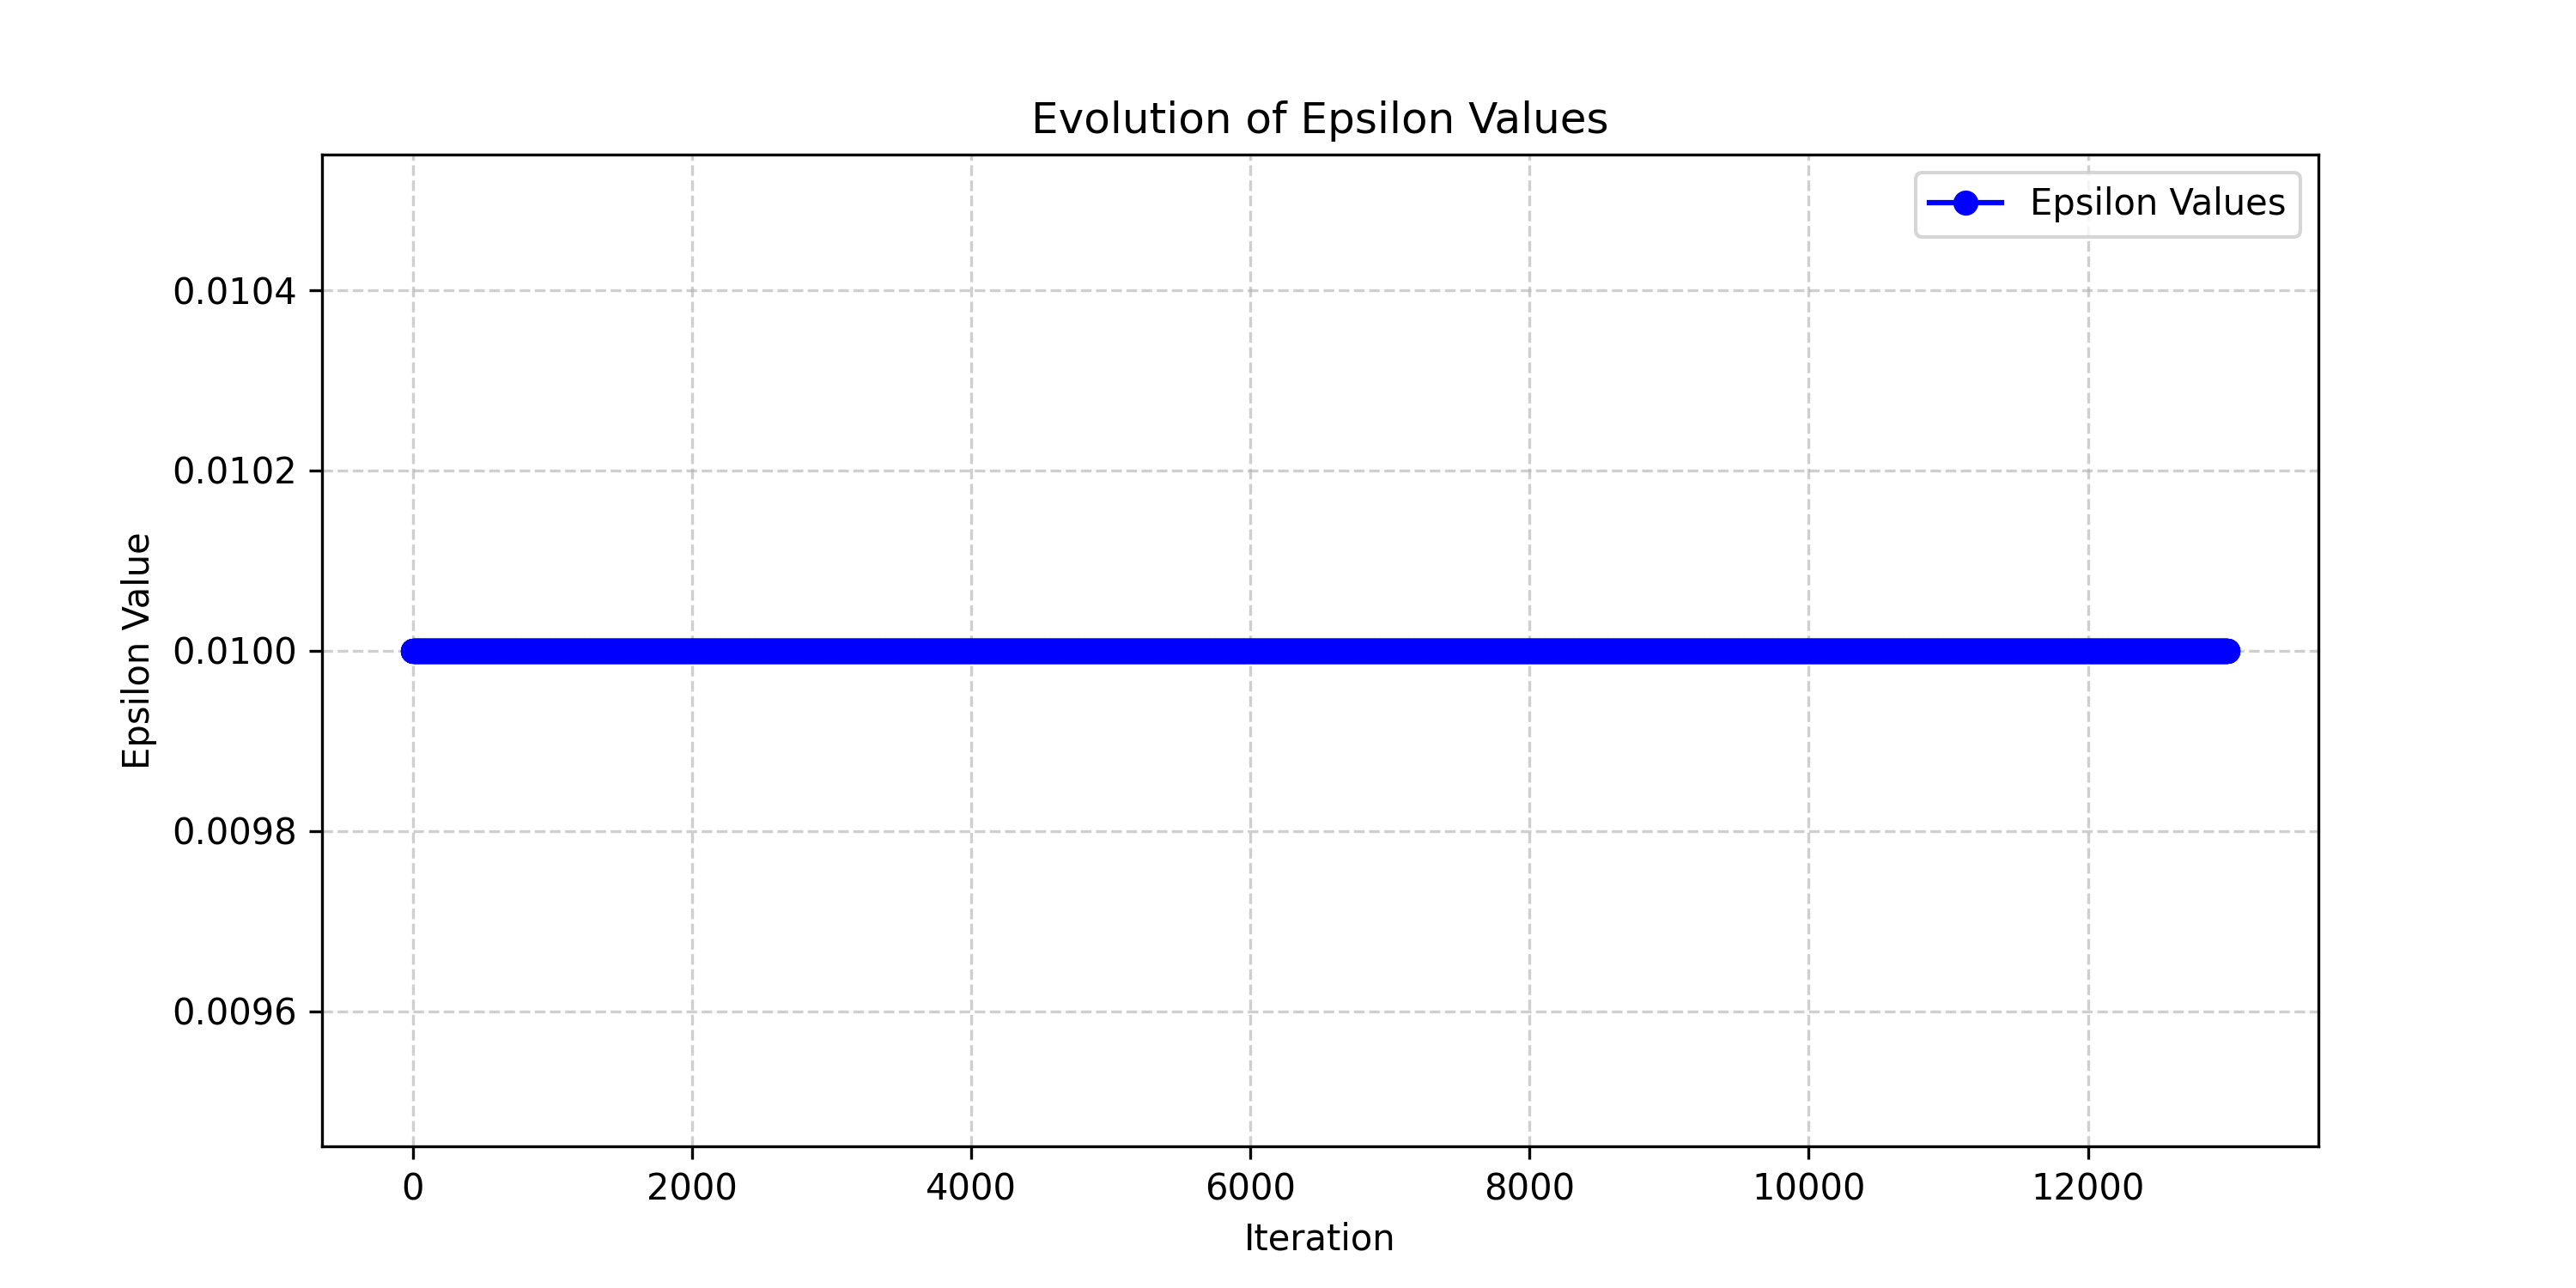 Evolution of Epsilon Values
Epsilon Values
0.0104
0.0102
0.0100
0.0098
0.0096
Epsilon Value
0 2000 4000 6000 8000 10000 12000
Iteration